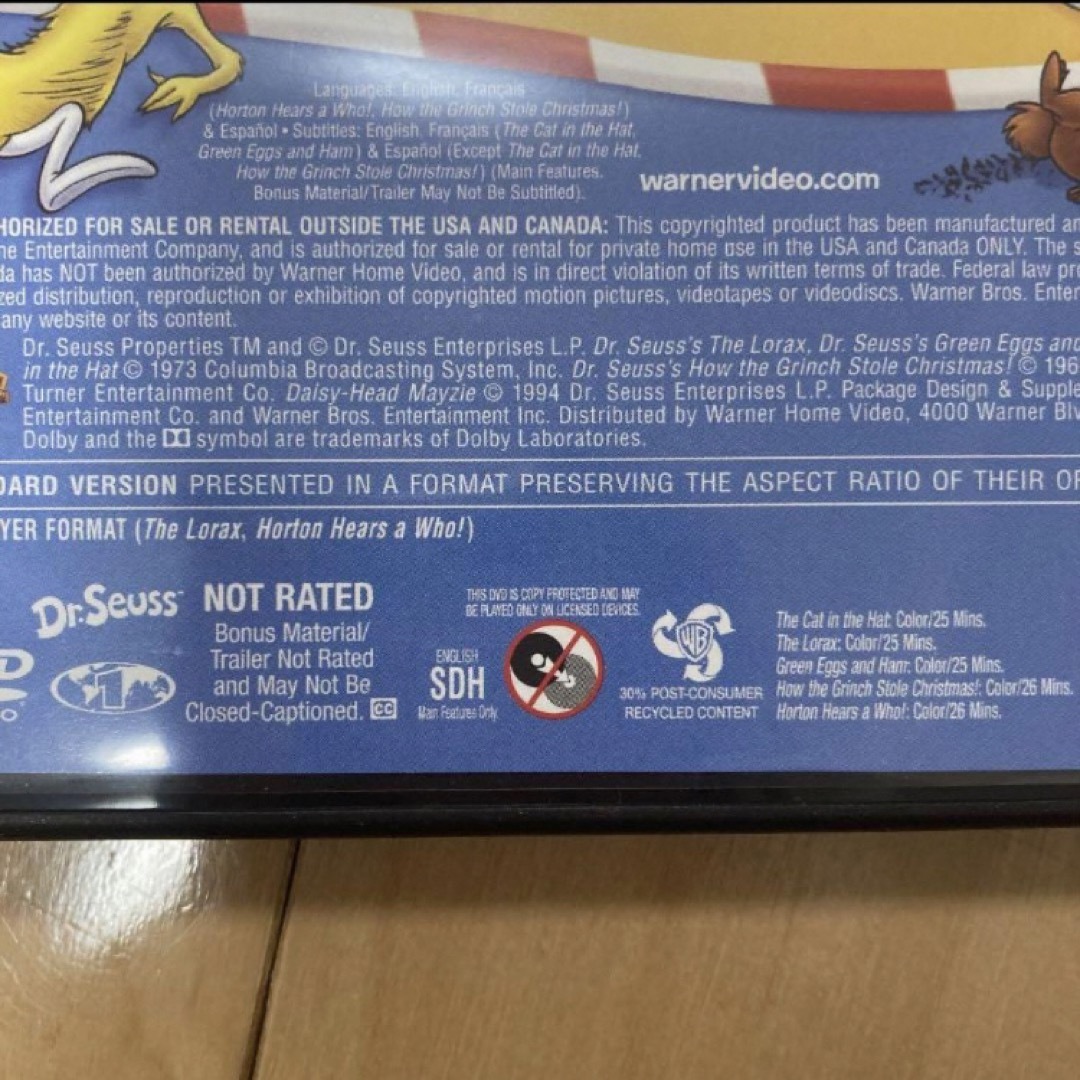 Languages: English, Français
(Horton Hears a Who!, How the Grinch Stole Christmas!)
& Español • Subtitles: English, Français (The Cat in the Hat,
Green Eggs and Ham) & Español (Except The Cat in the Hat,
How the Grinch Stole Christmas!) (Main Features.
Bonus Material/Trailer May Not Be Subtitled).
warnervideo.com
HORIZED FOR SALE OR RENTAL OUTSIDE THE USA AND CANADA: This copyrighted product has been manufactured an
ne Entertainment Company, and is authorized for sale or rental for private home use in the USA and Canada ONLY. The s
da has NOT been authorized by Warner Home Video, and is in direct violation of its written terms of trade. Federal law pro
zed distribution, reproduction or exhibition of copyrighted motion pictures, videotapes or videodiscs. Warner Bros. Enter
any website or its content.
Dr. Seuss Properties TM and © Dr. Seuss Enterprises L.P. Dr. Seuss's The Lorax, Dr. Seuss's Green Eggs and
in the Hat © 1973 Columbia Broadcasting System, Inc. Dr. Seuss's How the Grinch Stole Christmas! © 196
Turner Entertainment Co. Daisy-Head Mayzie © 1994 Dr. Seuss Enterprises L.P. Package Design & Supple
Entertainment Co. and Warner Bros. Entertainment Inc. Distributed by Warner Home Video, 4000 Warner Blv
Dolby and the DD symbol are trademarks of Dolby Laboratories.
DARD VERSION PRESENTED IN A FORMAT PRESERVING THE ASPECT RATIO OF THEIR OR
YER FORMAT (The Lorax, Horton Hears a Who!)
Dr. Seuss™
NOT RATED
Bonus Material/
Trailer Not Rated
and May Not Be
Closed-Captioned. CC
1
ENGLISH
SDH
Main Features Only
THIS DVD IS COPY PROTECTED AND MAY
BE PLAYED ONLY ON LICENSED DEVICES.
WB
30% POST-CONSUMER
RECYCLED CONTENT
The Cat in the Hat: Color/25 Mins.
The Lorax: Color/25 Mins.
Green Eggs and Ham: Color/25 Mins.
How the Grinch Stole Christmas!: Color/26 Mins.
Horton Hears a Who!: Color/26 Mins.